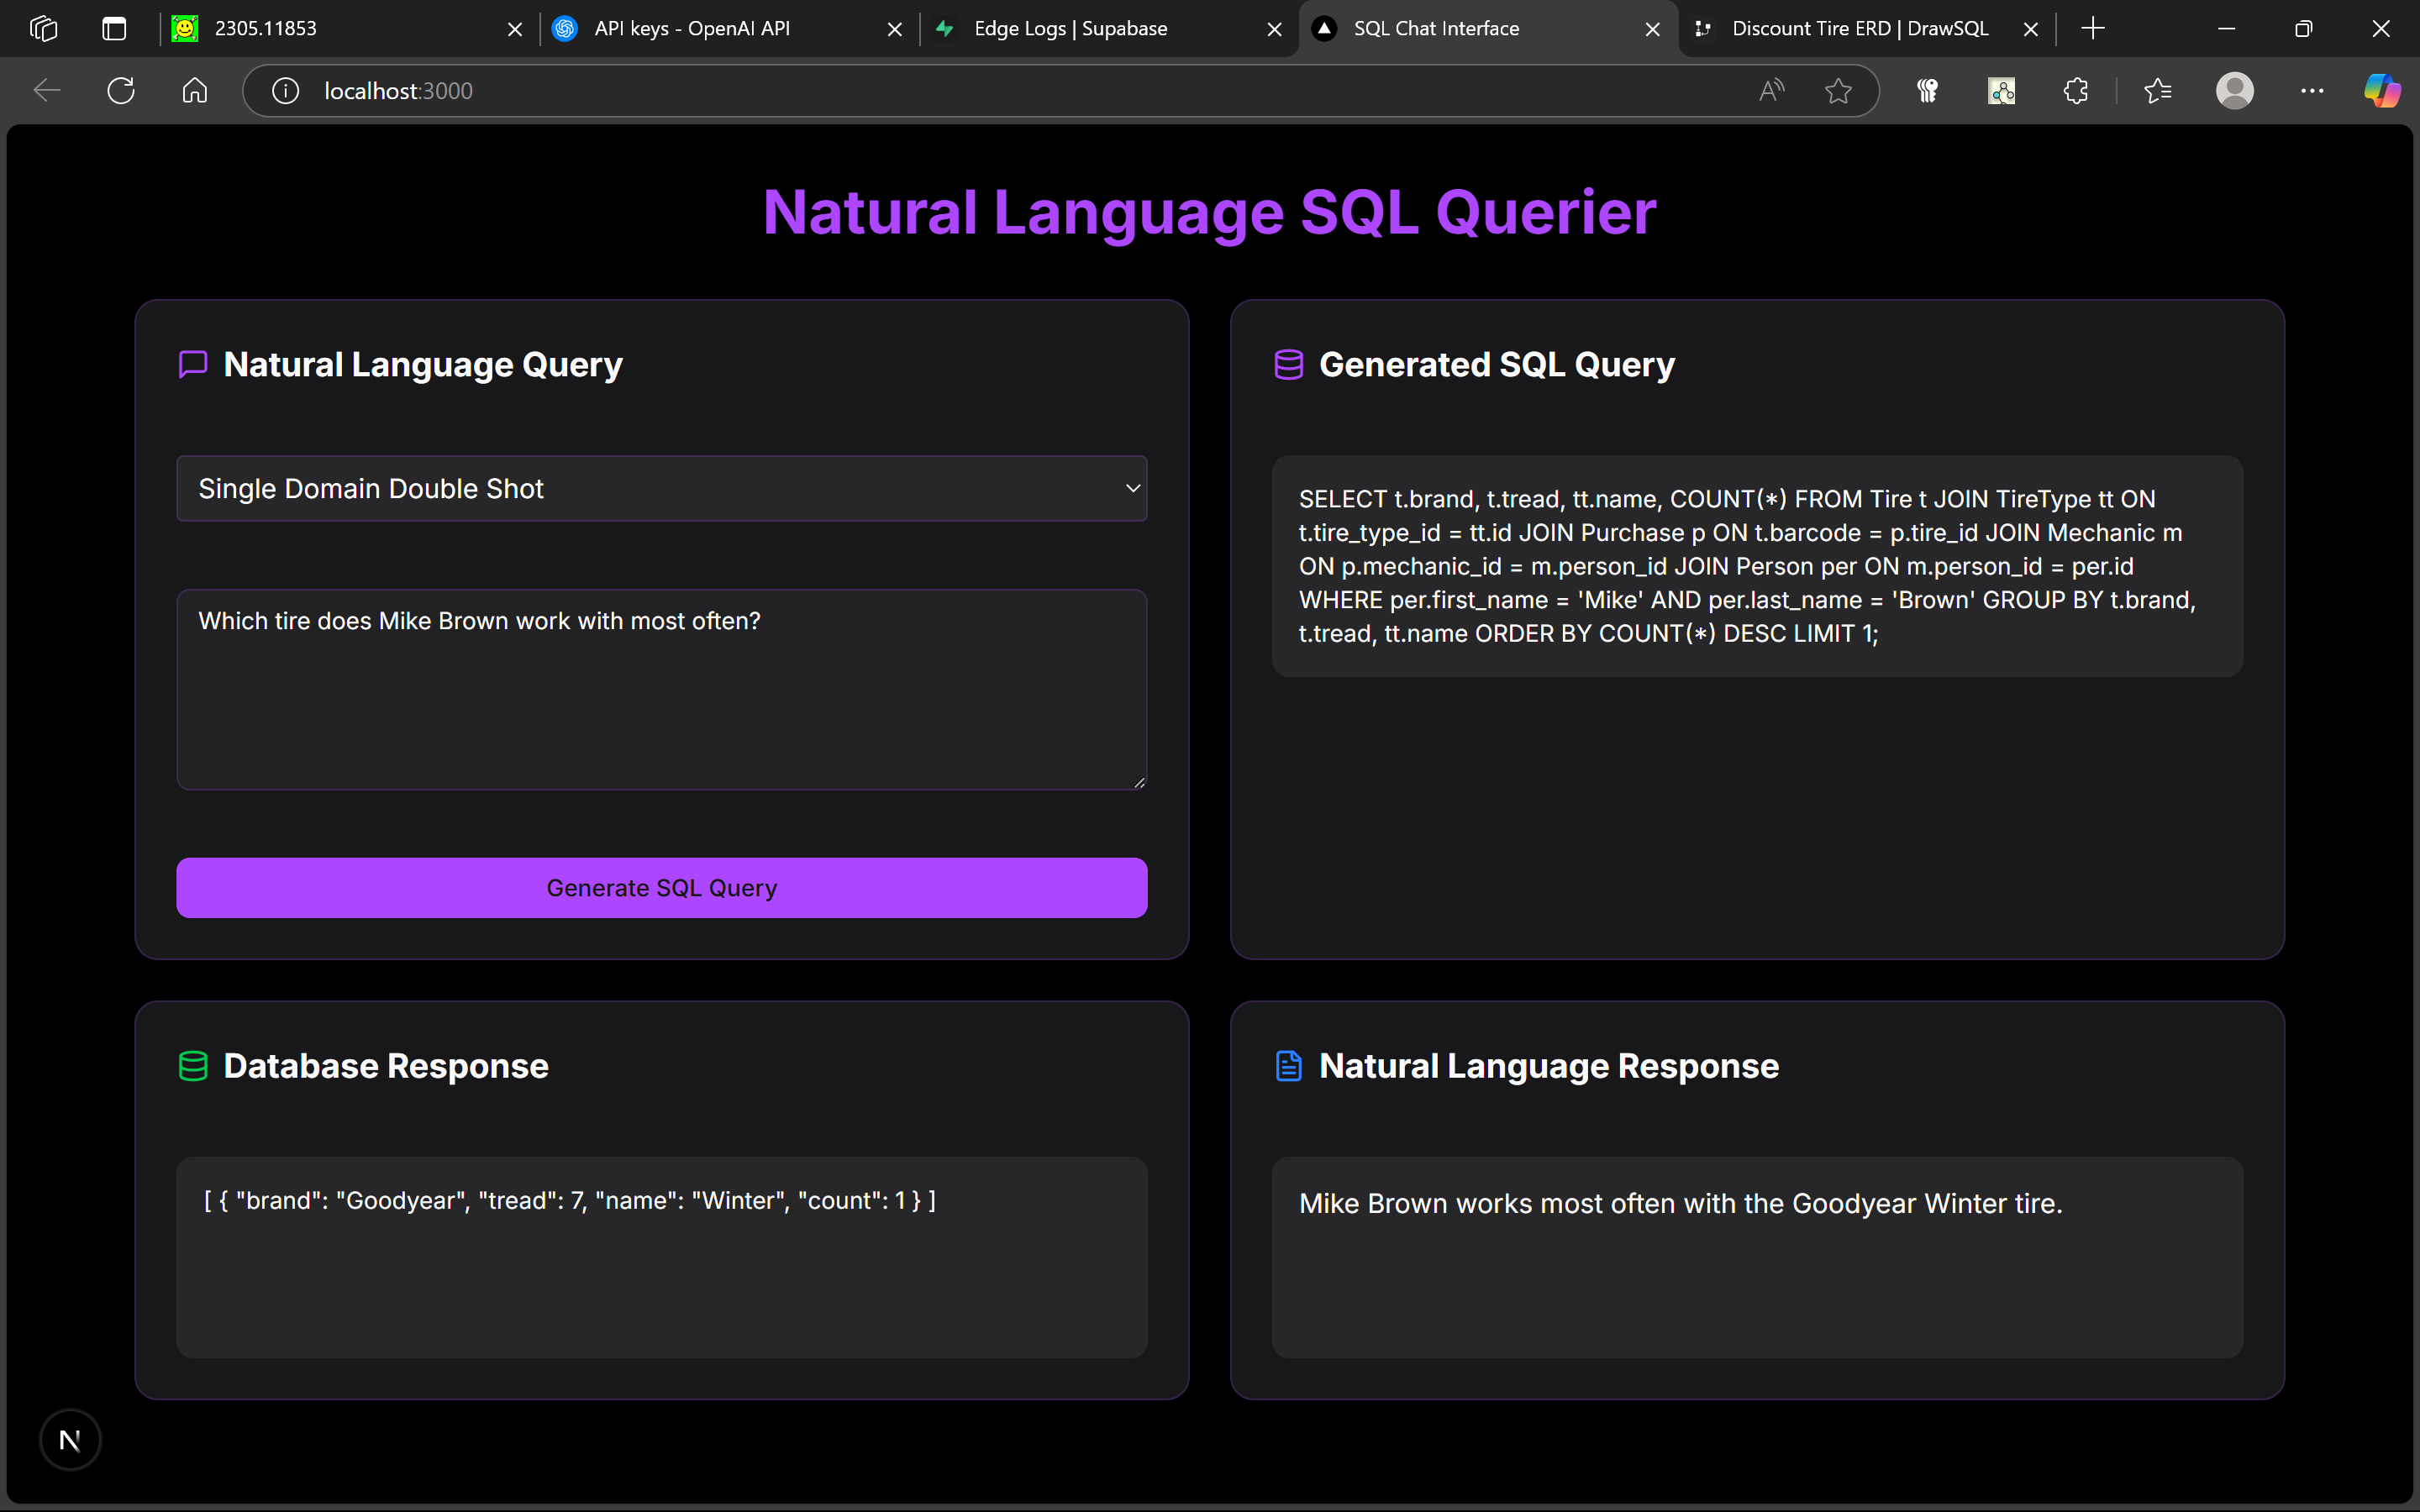 2305.11853
API keys - OpenAI API
Edge Logs | Supabase
SQL Chat Interface
Discount Tire ERD | DrawSQL
localhost:3000
Natural Language SQL Querier
Natural Language Query
Single Domain Double Shot
Which tire does Mike Brown work with most often?
Generate SQL Query
Generated SQL Query
SELECT t.brand, t.tread, tt.name, COUNT(*) FROM Tire t JOIN TireType tt ON
t.tire_type_id = tt.id JOIN Purchase p ON t.barcode = p.tire_id JOIN Mechanic m
ON p.mechanic_id = m.person_id JOIN Person per ON m.person_id = per.id
WHERE per.first_name = 'Mike' AND per.last_name = 'Brown' GROUP BY t.brand,
t.tread, tt.name ORDER BY COUNT(*) DESC LIMIT 1;
Database Response
[ { "brand": "Goodyear", "tread": 7, "name": "Winter", "count": 1 } ]
Natural Language Response
Mike Brown works most often with the Goodyear Winter tire.
N